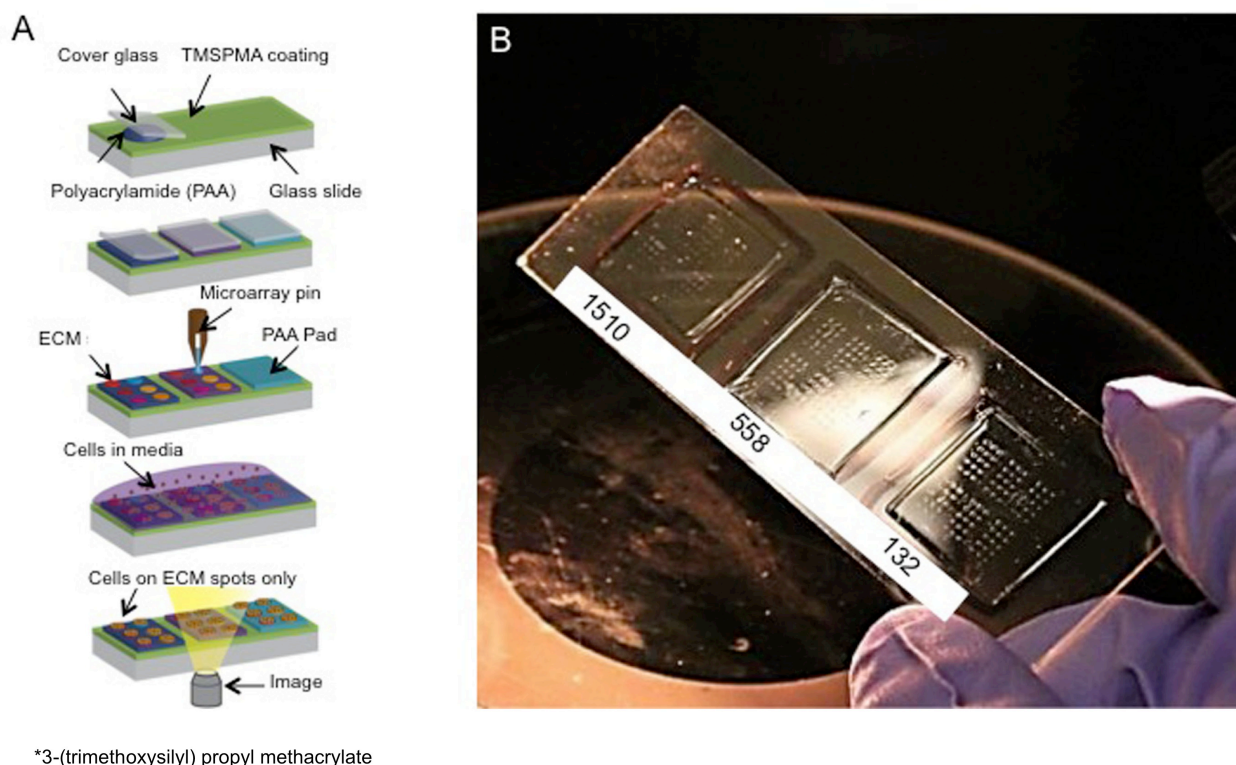 A
Cover glass
TMSPMA coating
Polyacrylamide (PAA)
Glass slide
Microarray pin
ECM
PAA Pad
Cells in media
Cells on ECM spots only
Image
*3-(trimethoxysilyl) propyl methacrylate
B
1510
558
132